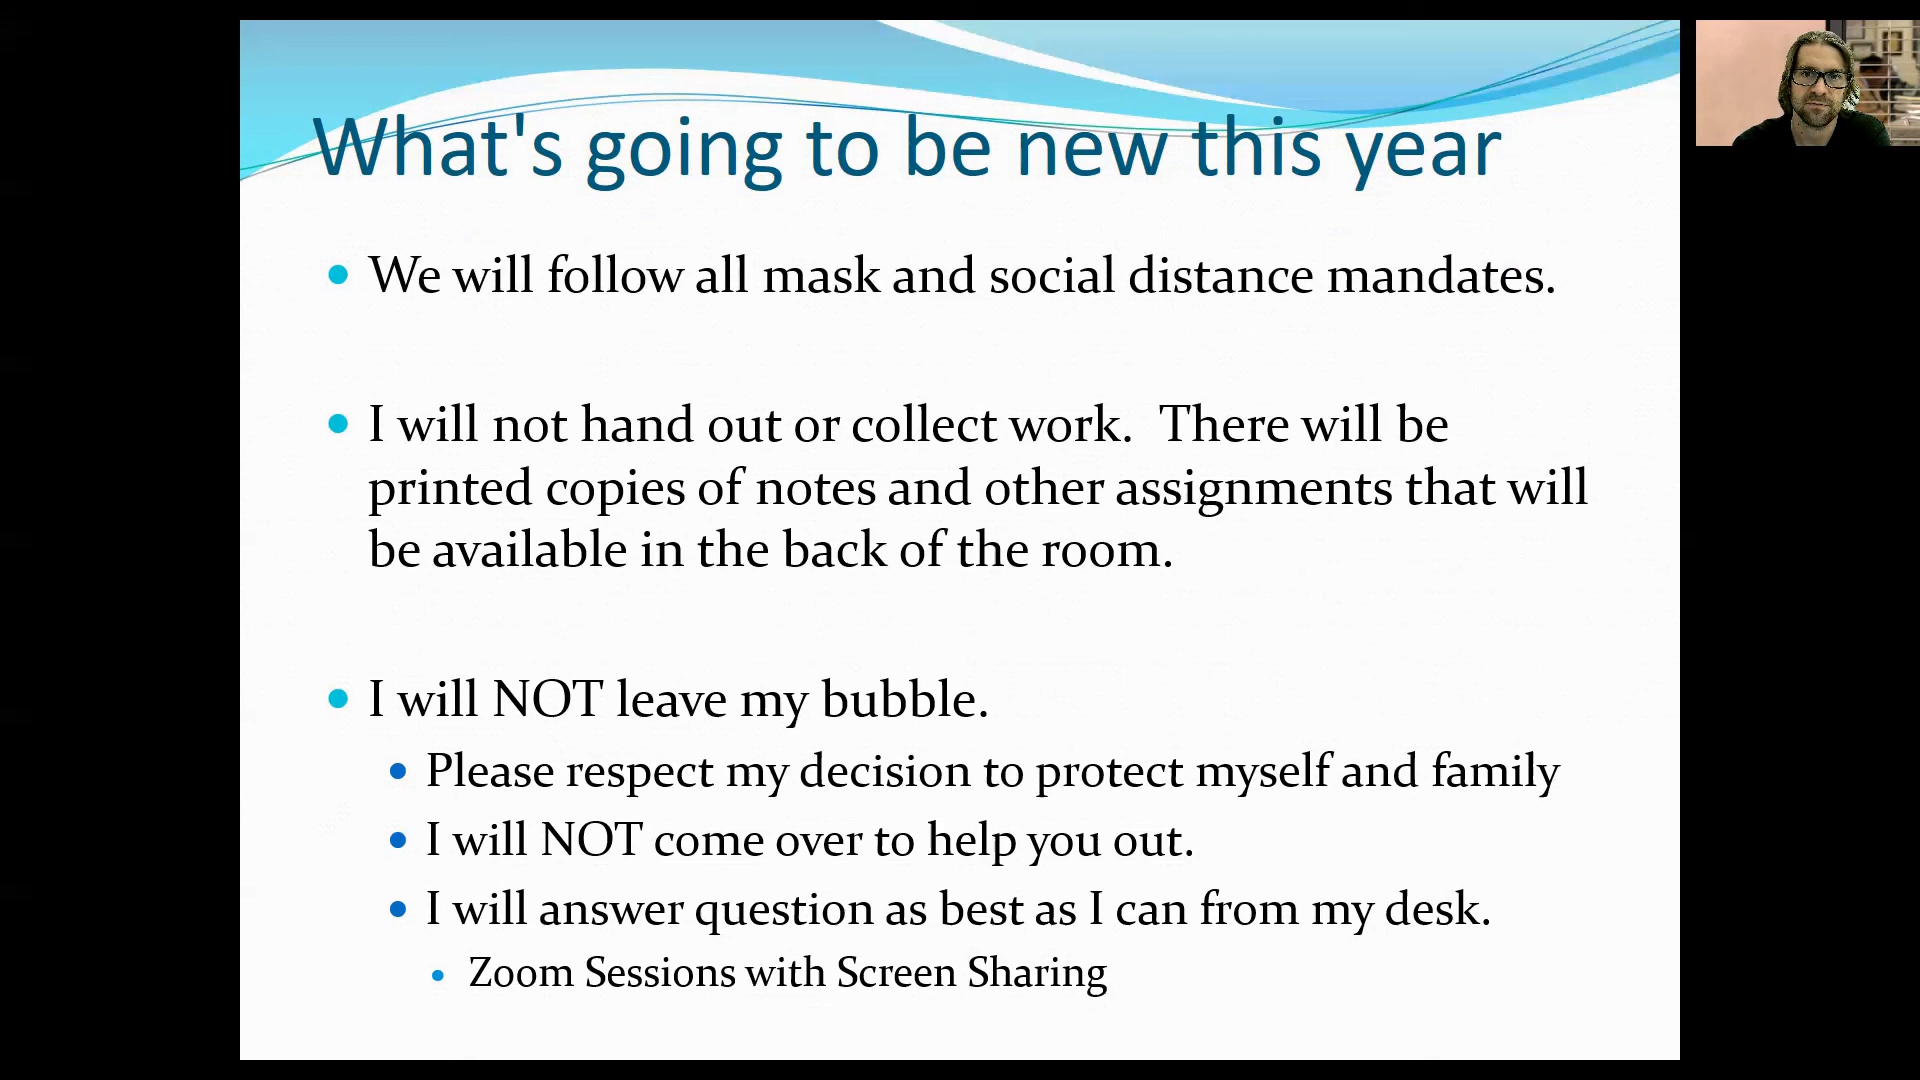 What's going to be new this year
We will follow all mask and social distance mandates.
I will not hand out or collect work.  There will be
printed copies of notes and other assignments that will
be available in the back of the room.
I will NOT leave my bubble.
Please respect my decision to protect myself and family
I will NOT come over to help you out.
I will answer question as best as I can from my desk.
Zoom Sessions with Screen Sharing